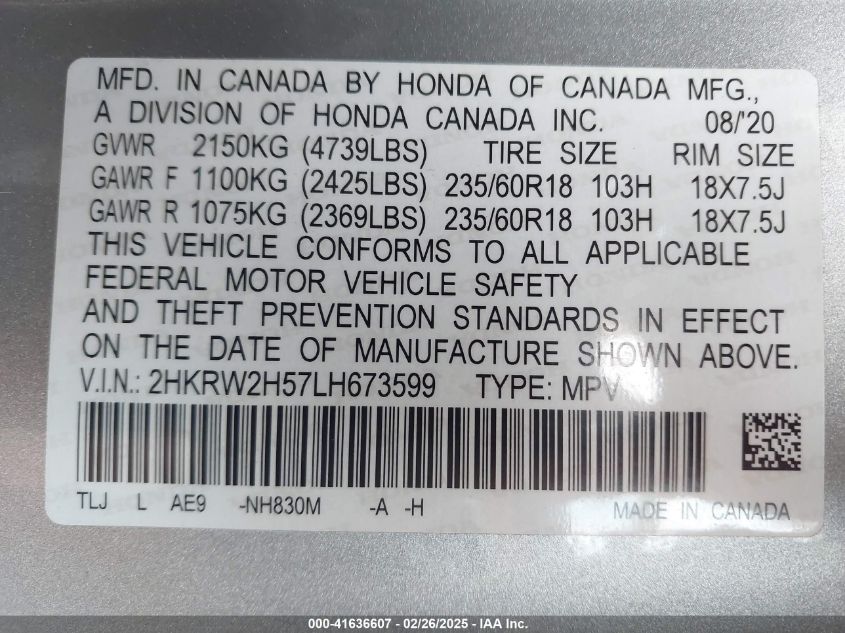 MFD. IN CANADA BY HONDA OF CANADA MFG.,
A DIVISION OF HONDA CANADA INC. 08/'20
GVWR 2150KG (4739LBS) TIRE SIZE RIM SIZE
GAWR F 1100KG (2425LBS) 235/60R18 103H 18X7.5J
GAWR R 1075KG (2369LBS) 235/60R18 103H 18X7.5J
THIS VEHICLE CONFORMS TO ALL APPLICABLE
FEDERAL MOTOR VEHICLE SAFETY
AND THEFT PREVENTION STANDARDS IN EFFECT
ON THE DATE OF MANUFACTURE SHOWN ABOVE.
V.I.N.: 2HKRW2H57LH673599 TYPE: MPV
TLJ L AE9 -NH830M -A -H MADE IN CANADA
000-41636607 - 02/26/2025 - IAA Inc.